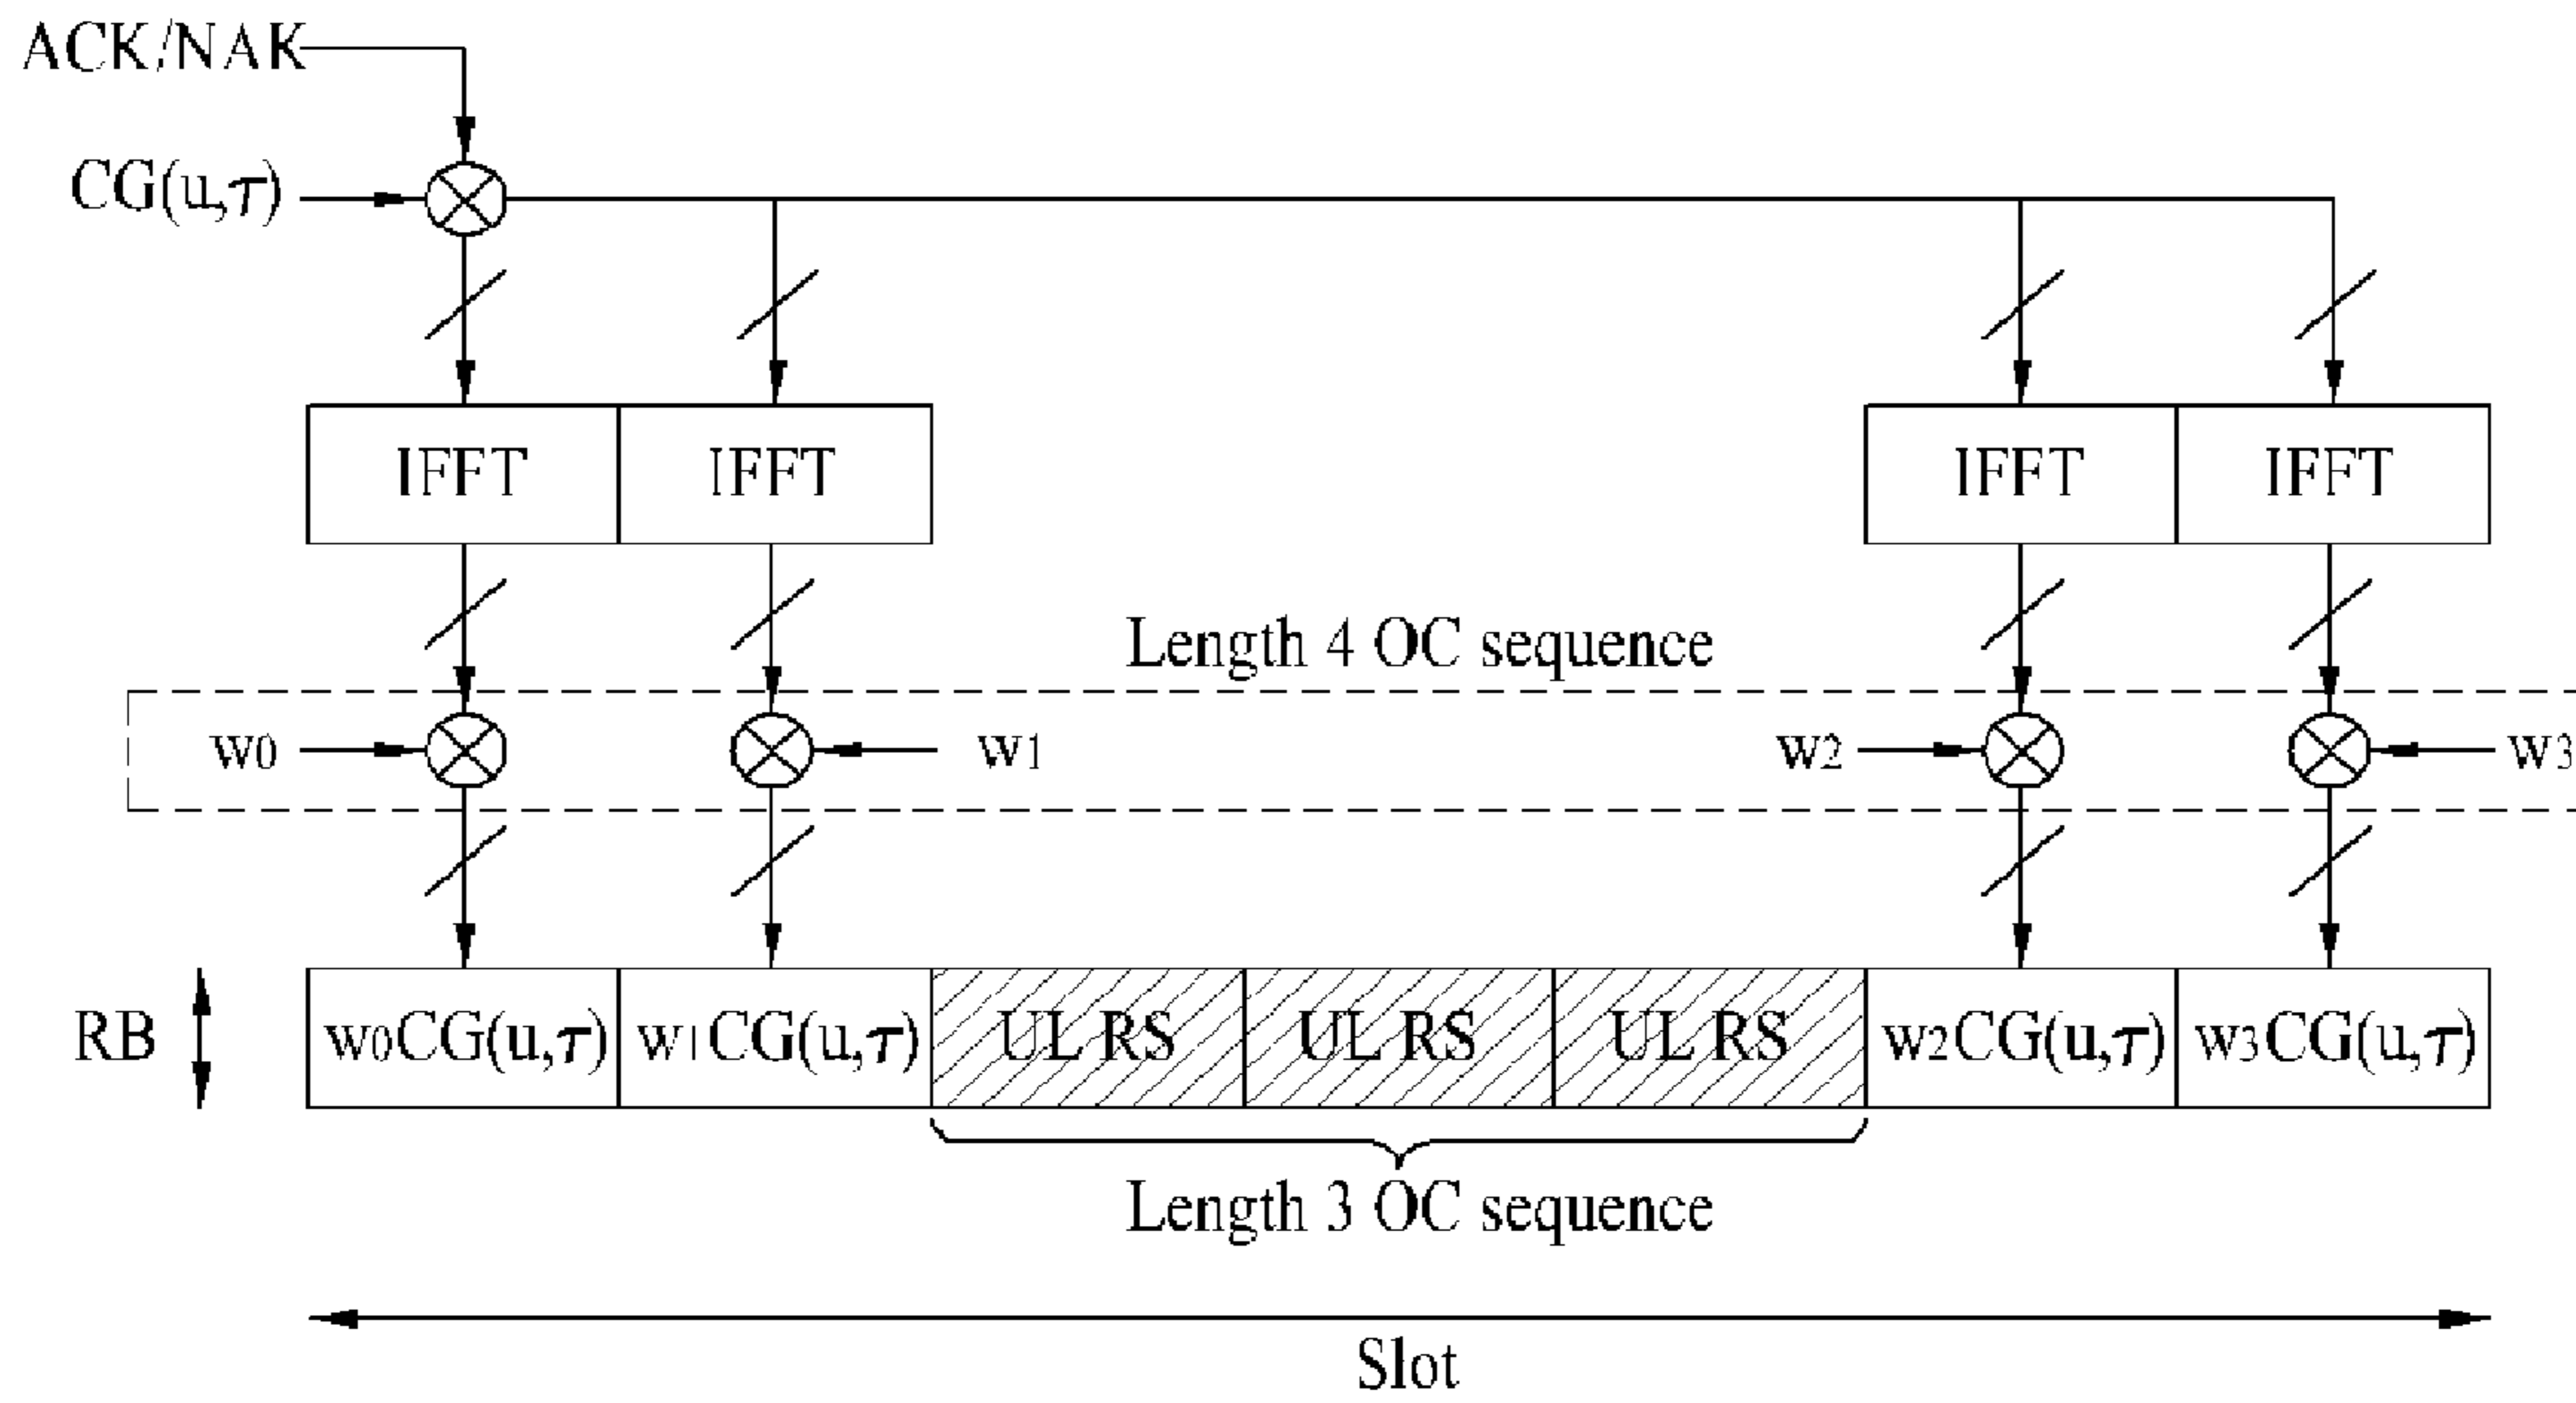 ACK/NAK
CG(u,τ)
IFFT IFFT IFFT IFFT
Length 4 OC sequence
w0 w1 w2 w3
RB w0CG(u,τ) w1CG(u,τ) UL RS UL RS UL RS w2CG(u,τ) w3CG(u,τ)
Length 3 OC sequence
Slot